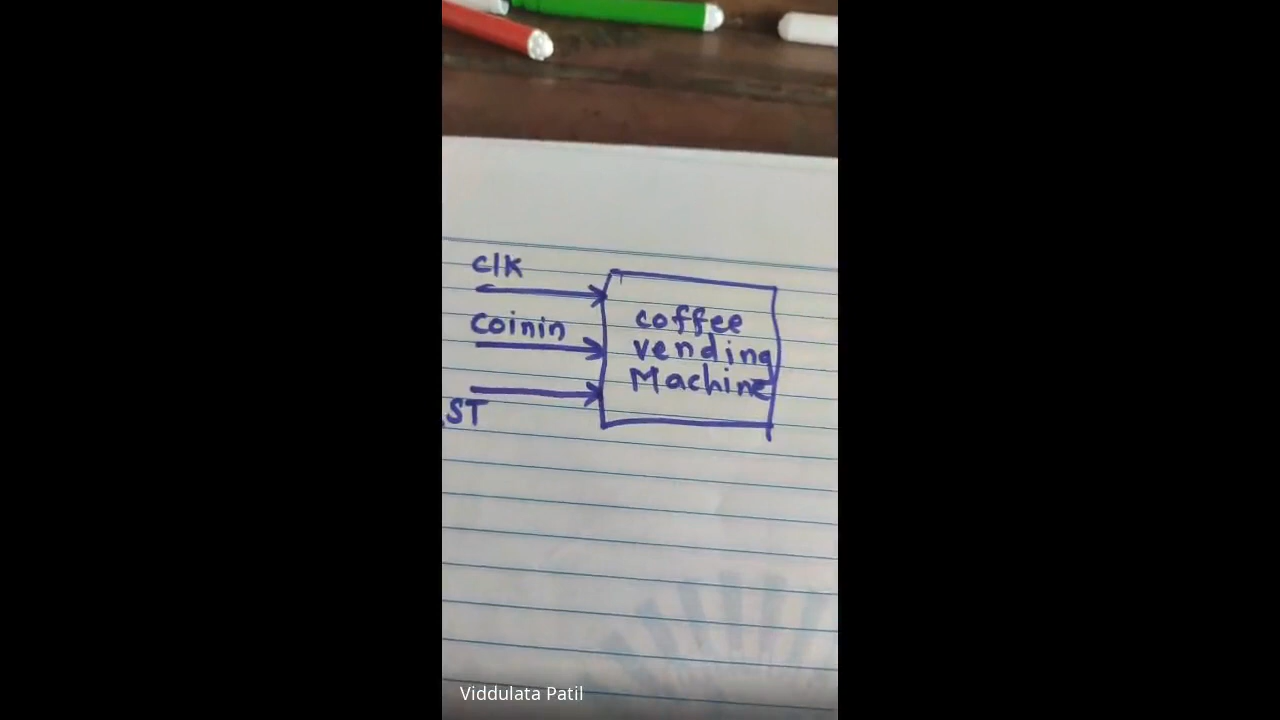 clk
Coinin
ST
coffee
vending
Machine
Viddulata Patil